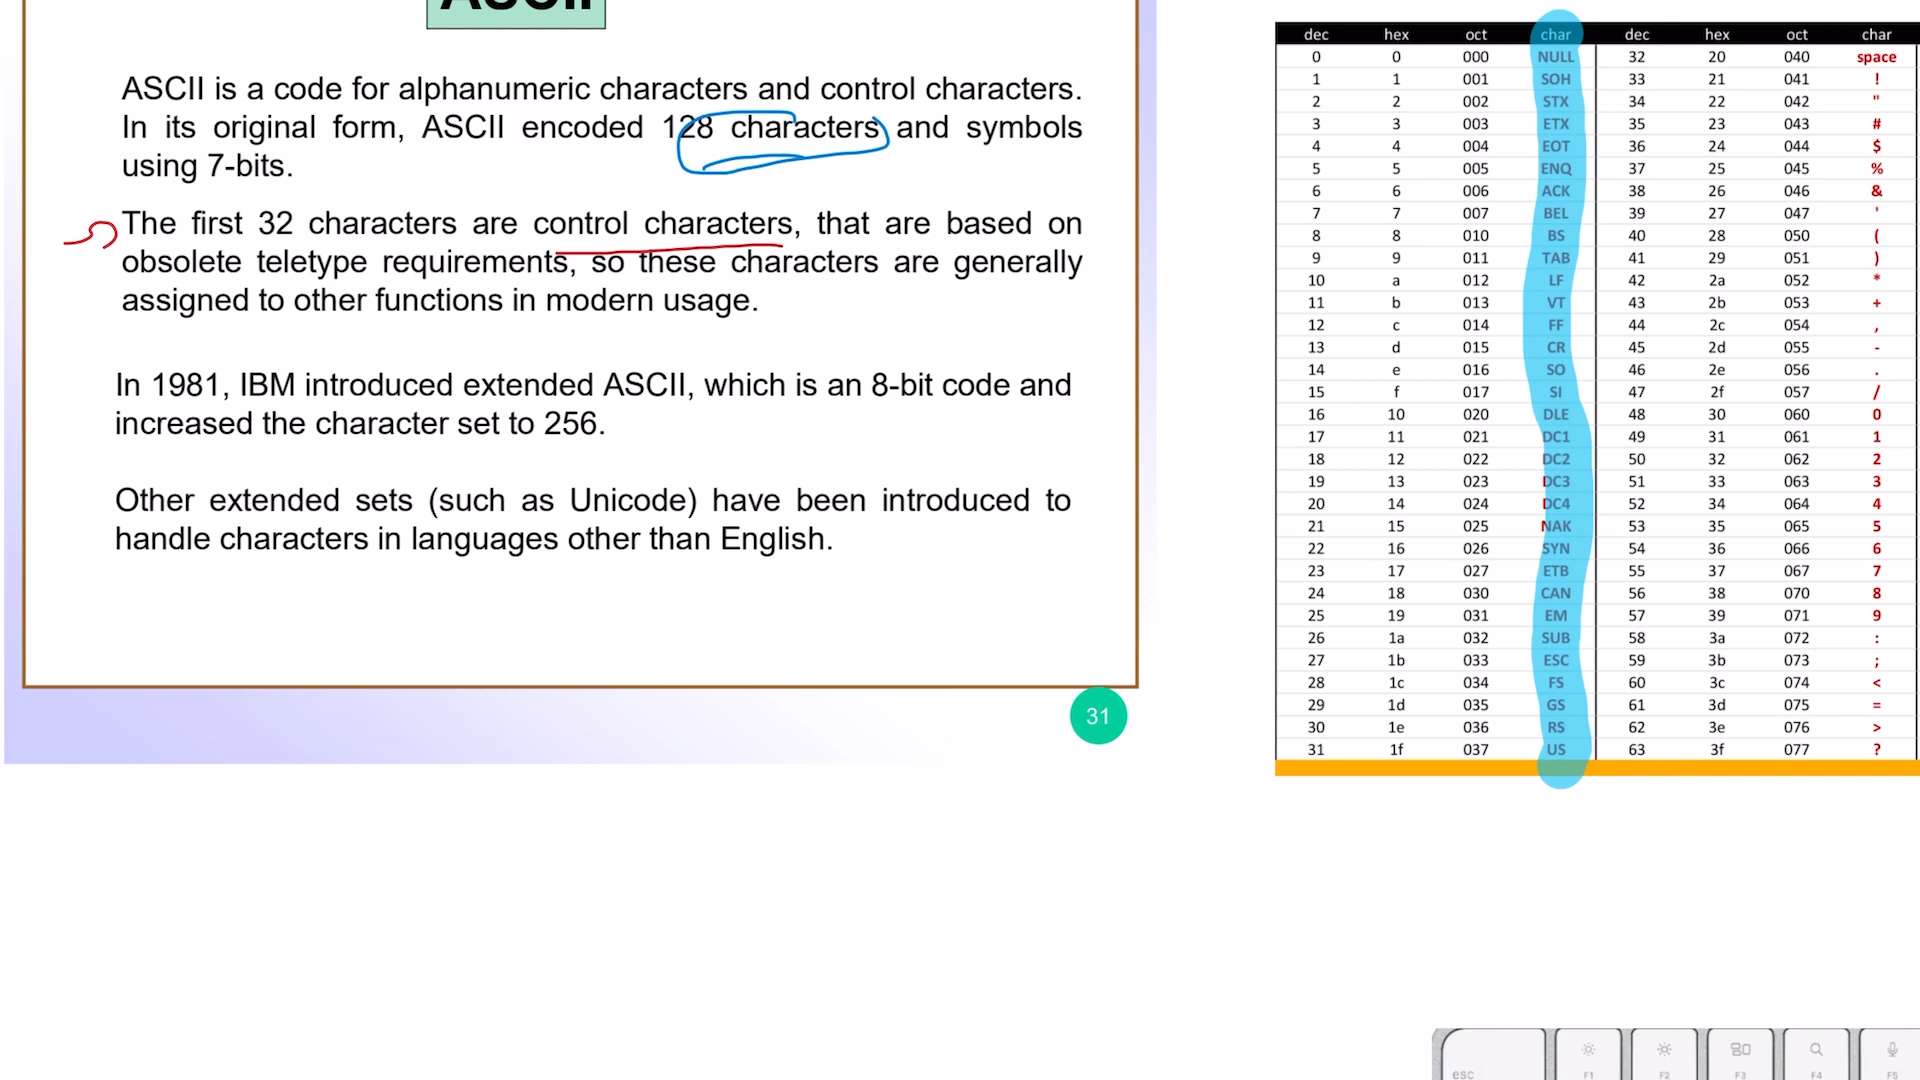 ASCII
ASCII is a code for alphanumeric characters and control characters.
In its original form, ASCII encoded 128 characters and symbols
using 7-bits.
The first 32 characters are control characters, that are based on
obsolete teletype requirements, so these characters are generally
assigned to other functions in modern usage.
In 1981, IBM introduced extended ASCII, which is an 8-bit code and
increased the character set to 256.
Other extended sets (such as Unicode) have been introduced to
handle characters in languages other than English.
31
dec hex oct char dec hex oct char
0 0 000 NULL 32 20 040 space
1 1 001 SOH 33 21 041 !
2 2 002 STX 34 22 042 "
3 3 003 ETX 35 23 043 #
4 4 004 EOT 36 24 044 $
5 5 005 ENQ 37 25 045 %
6 6 006 ACK 38 26 046 &
7 7 007 BEL 39 27 047 '
8 8 010 BS 40 28 050 (
9 9 011 TAB 41 29 051 )
10 a 012 LF 42 2a 052 *
11 b 013 VT 43 2b 053 +
12 c 014 FF 44 2c 054 ,
13 d 015 CR 45 2d 055 -
14 e 016 SO 46 2e 056 .
15 f 017 SI 47 2f 057 /
16 10 020 DLE 48 30 060 0
17 11 021 DC1 49 31 061 1
18 12 022 DC2 50 32 062 2
19 13 023 DC3 51 33 063 3
20 14 024 DC4 52 34 064 4
21 15 025 NAK 53 35 065 5
22 16 026 SYN 54 36 066 6
23 17 027 ETB 55 37 067 7
24 18 030 CAN 56 38 070 8
25 19 031 EM 57 39 071 9
26 1a 032 SUB 58 3a 072 :
27 1b 033 ESC 59 3b 073 ;
28 1c 034 FS 60 3c 074 <
29 1d 035 GS 61 3d 075 =
30 1e 036 RS 62 3e 076 >
31 1f 037 US 63 3f 077 ?
esc F1 F2 F3 F4 F5